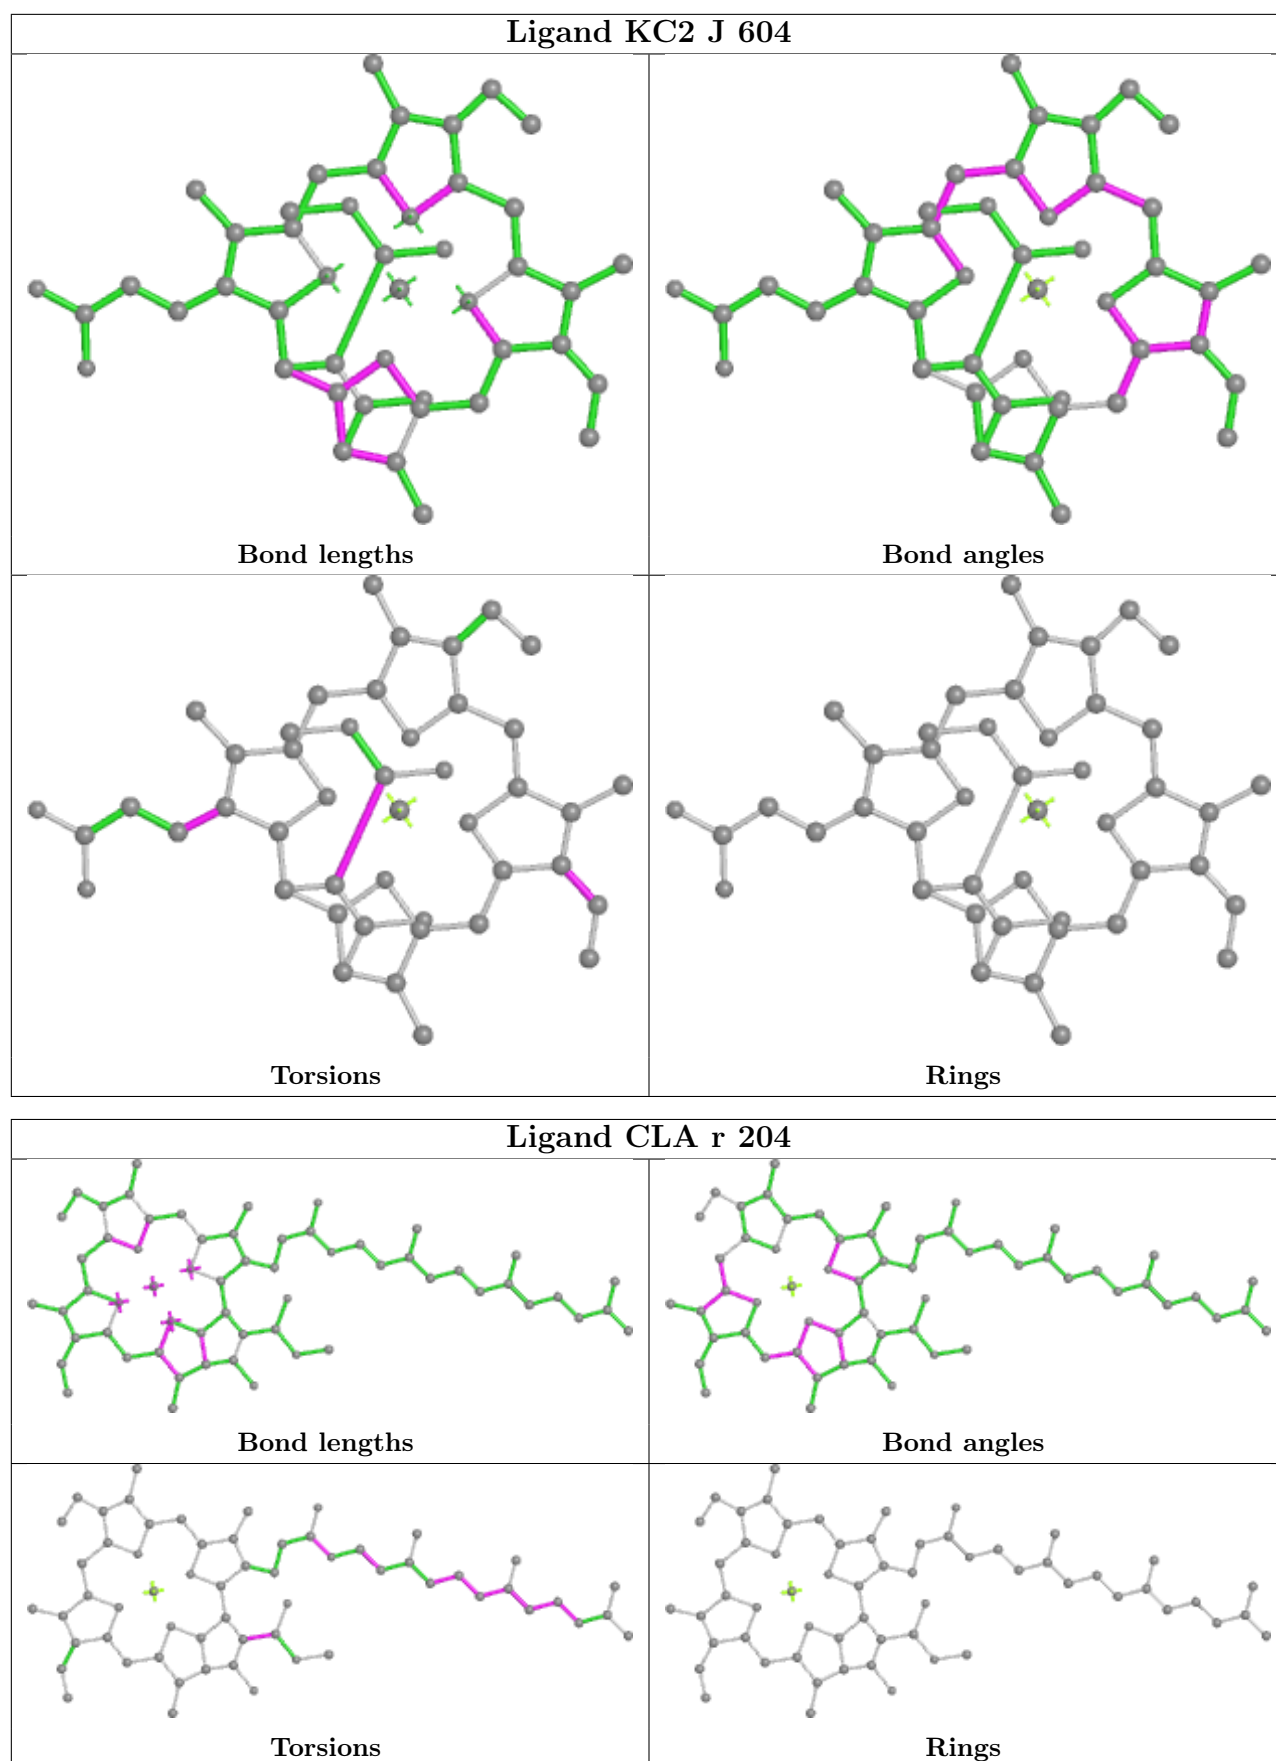 Ligand KC2 J 604
Bond lengths
Bond angles
Torsions
Rings
Ligand CLA r 204
Bond lengths
Bond angles
Torsions
Rings